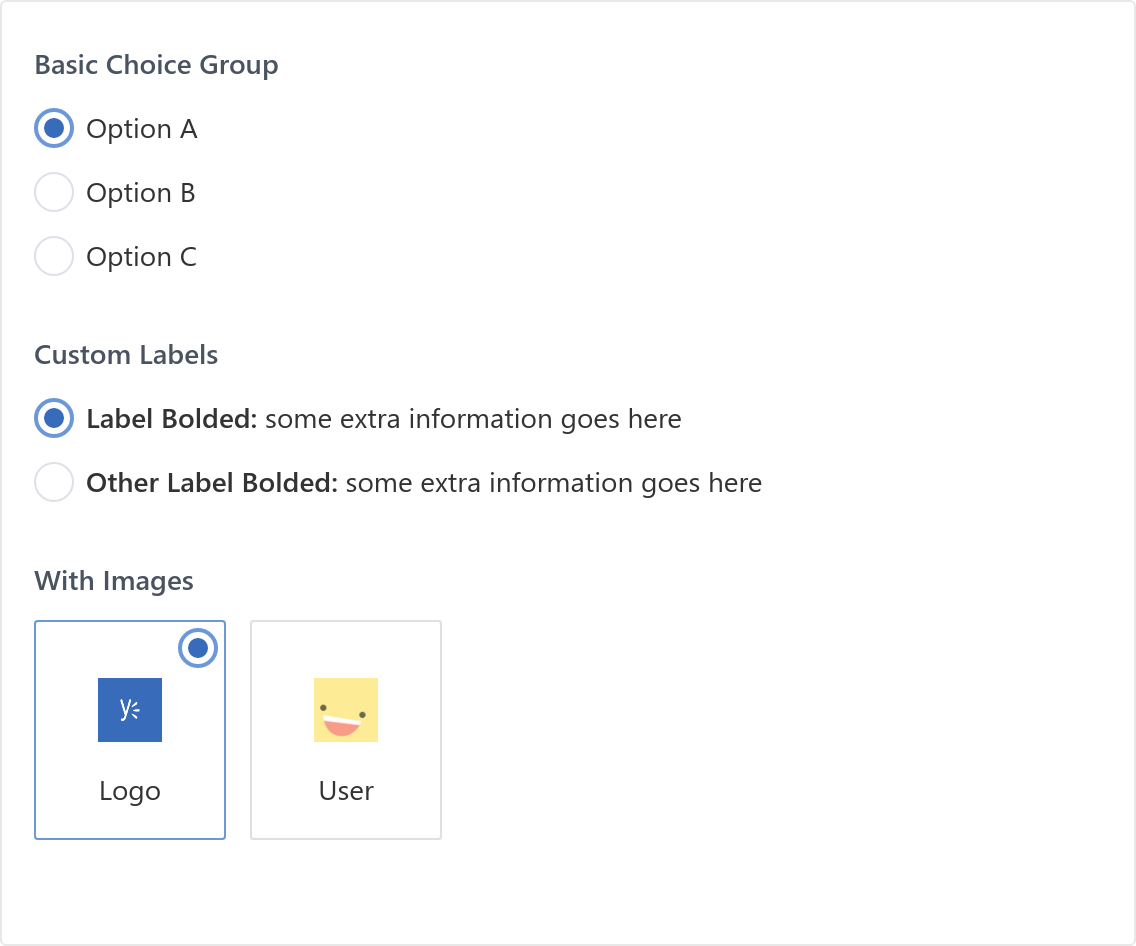 Basic Choice Group
Option A
Option B
Option C
Custom Labels
Label Bolded: some extra information goes here
Other Label Bolded: some extra information goes here
With Images
y
Logo
User